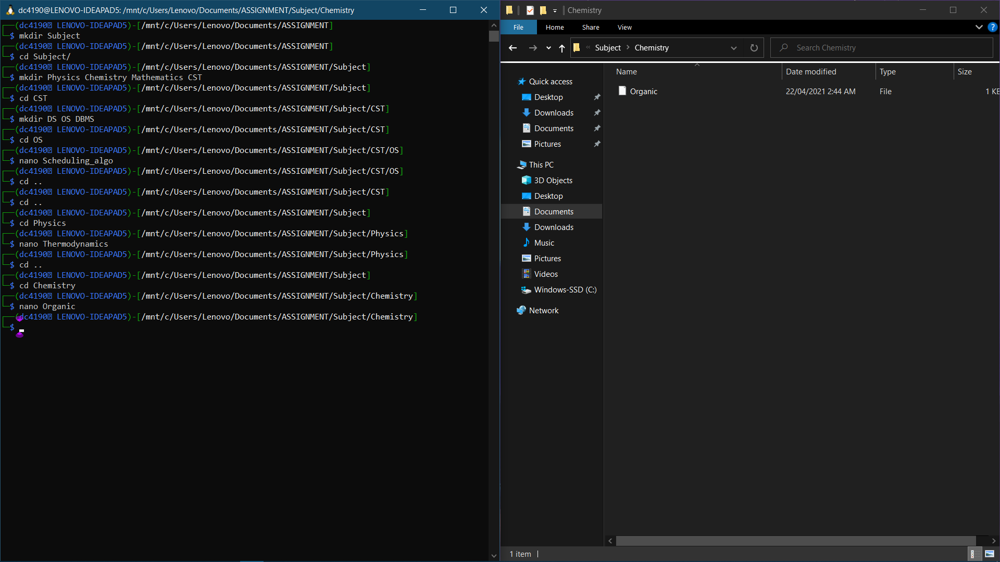 dc4190@LENOVO-IDEAPAD5: /mnt/c/Users/Lenovo/Documents/ASSIGNMENT/Subject/Chemistry
(dc4190 LENOVO-IDEAPAD5)-[/mnt/c/Users/Lenovo/Documents/ASSIGNMENT]
$ mkdir Subject
(dc4190 LENOVO-IDEAPAD5)-[/mnt/c/Users/Lenovo/Documents/ASSIGNMENT]
$ cd Subject/
(dc4190 LENOVO-IDEAPAD5)-[/mnt/c/Users/Lenovo/Documents/ASSIGNMENT/Subject]
$ mkdir Physics Chemistry Mathematics CST
(dc4190 LENOVO-IDEAPAD5)-[/mnt/c/Users/Lenovo/Documents/ASSIGNMENT/Subject]
$ cd CST
(dc4190 LENOVO-IDEAPAD5)-[/mnt/c/Users/Lenovo/Documents/ASSIGNMENT/Subject/CST]
$ mkdir DS OS DBMS
(dc4190 LENOVO-IDEAPAD5)-[/mnt/c/Users/Lenovo/Documents/ASSIGNMENT/Subject/CST]
$ cd OS
(dc4190 LENOVO-IDEAPAD5)-[/mnt/c/Users/Lenovo/Documents/ASSIGNMENT/Subject/CST/OS]
$ nano Scheduling_algo
(dc4190 LENOVO-IDEAPAD5)-[/mnt/c/Users/Lenovo/Documents/ASSIGNMENT/Subject/CST/OS]
$ cd ..
(dc4190 LENOVO-IDEAPAD5)-[/mnt/c/Users/Lenovo/Documents/ASSIGNMENT/Subject/CST]
$ cd ..
(dc4190 LENOVO-IDEAPAD5)-[/mnt/c/Users/Lenovo/Documents/ASSIGNMENT/Subject]
$ cd Physics
(dc4190 LENOVO-IDEAPAD5)-[/mnt/c/Users/Lenovo/Documents/ASSIGNMENT/Subject/Physics]
$ nano Thermodynamics
(dc4190 LENOVO-IDEAPAD5)-[/mnt/c/Users/Lenovo/Documents/ASSIGNMENT/Subject/Physics]
$ cd ..
(dc4190 LENOVO-IDEAPAD5)-[/mnt/c/Users/Lenovo/Documents/ASSIGNMENT/Subject]
$ cd Chemistry
(dc4190 LENOVO-IDEAPAD5)-[/mnt/c/Users/Lenovo/Documents/ASSIGNMENT/Subject/Chemistry]
$ nano Organic
(dc4190 LENOVO-IDEAPAD5)-[/mnt/c/Users/Lenovo/Documents/ASSIGNMENT/Subject/Chemistry]
$
Chemistry
File Home Share View
Subject Chemistry
Search Chemistry
Name Date modified Type Size
Organic 22/04/2021 2:44 AM File 1 KB
Quick access
Desktop
Downloads
Documents
Pictures
This PC
3D Objects
Desktop
Documents
Downloads
Music
Pictures
Videos
Windows-SSD (C:)
Network
1 item